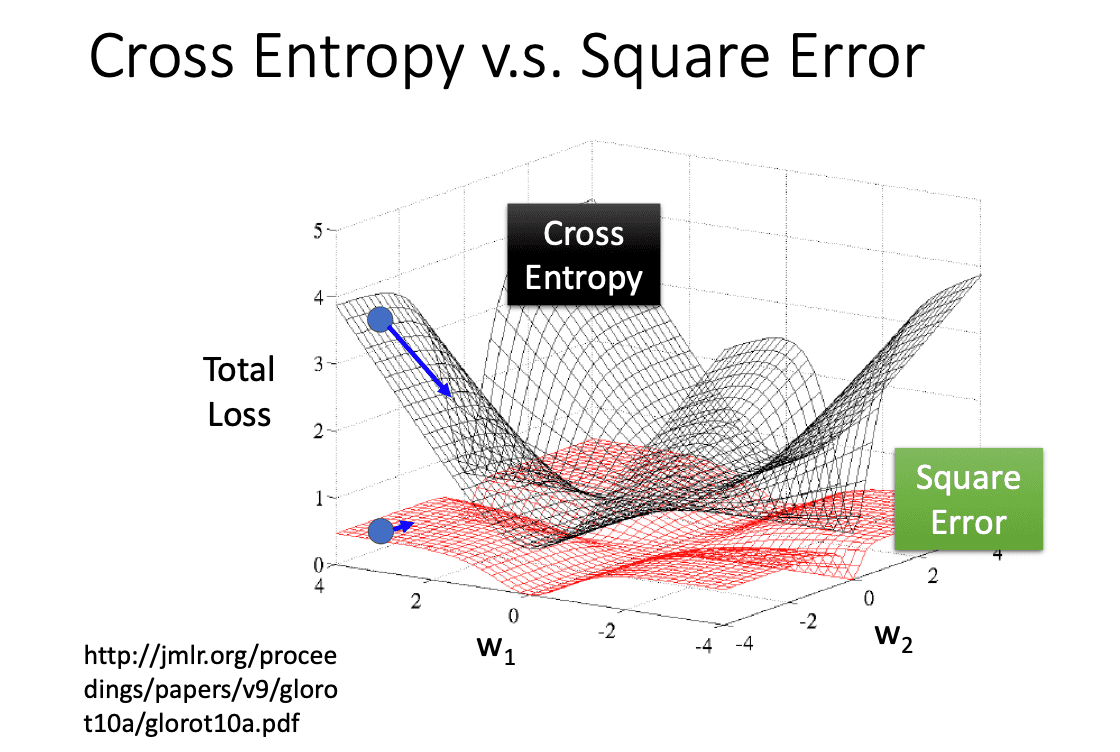 Cross Entropy v.s. Square Error
Cross
Entropy
5
4
3
2
1
0
Total
Loss
Square
Error
4
2
0
-2
-4
-4
-2
0
2
4
w1
w2
http://jmlr.org/procee
dings/papers/v9/gloro
t10a/glorot10a.pdf